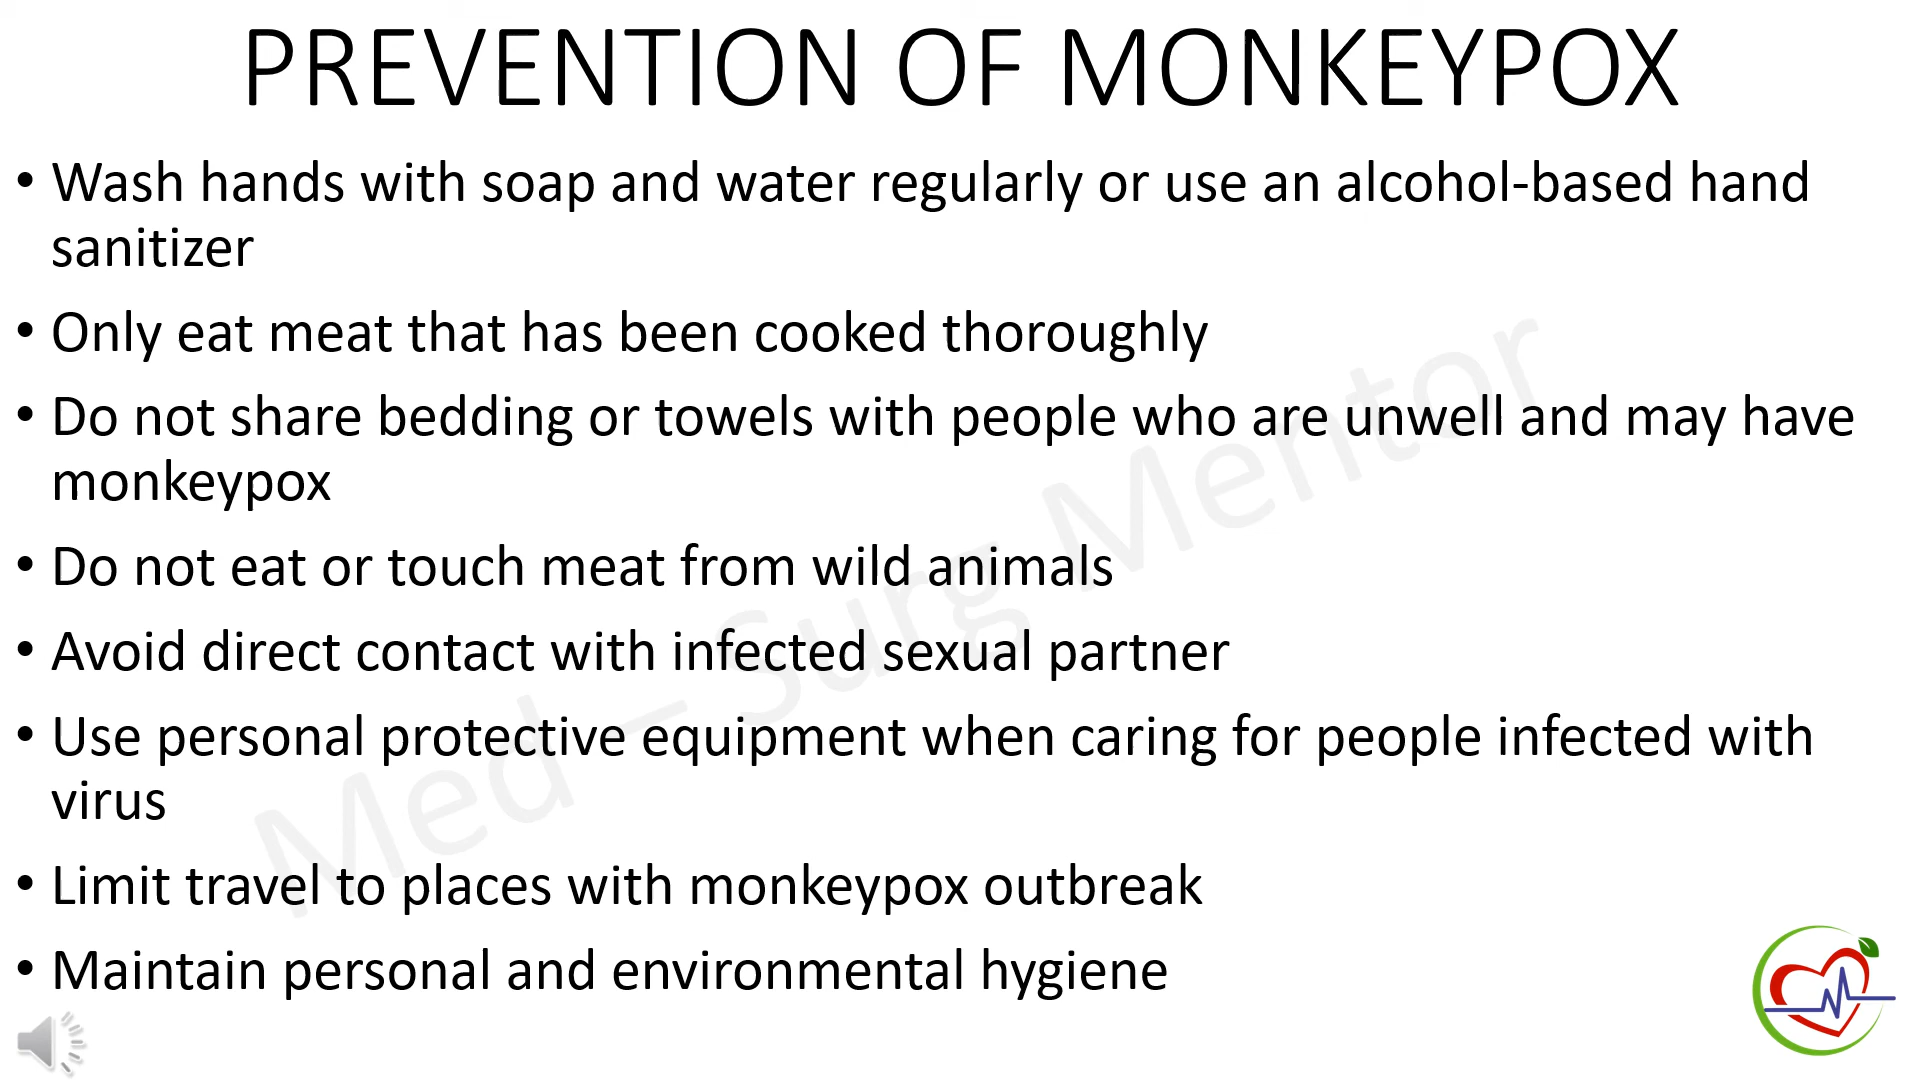 PREVENTION OF MONKEYPOX
• Wash hands with soap and water regularly or use an alcohol-based hand
sanitizer
• Only eat meat that has been cooked thoroughly
• Do not share bedding or towels with people who are unwell and may have
monkeypox
• Do not eat or touch meat from wild animals
• Avoid direct contact with infected sexual partner
• Use personal protective equipment when caring for people infected with
virus
• Limit travel to places with monkeypox outbreak
• Maintain personal and environmental hygiene
Med – Surg Mentor